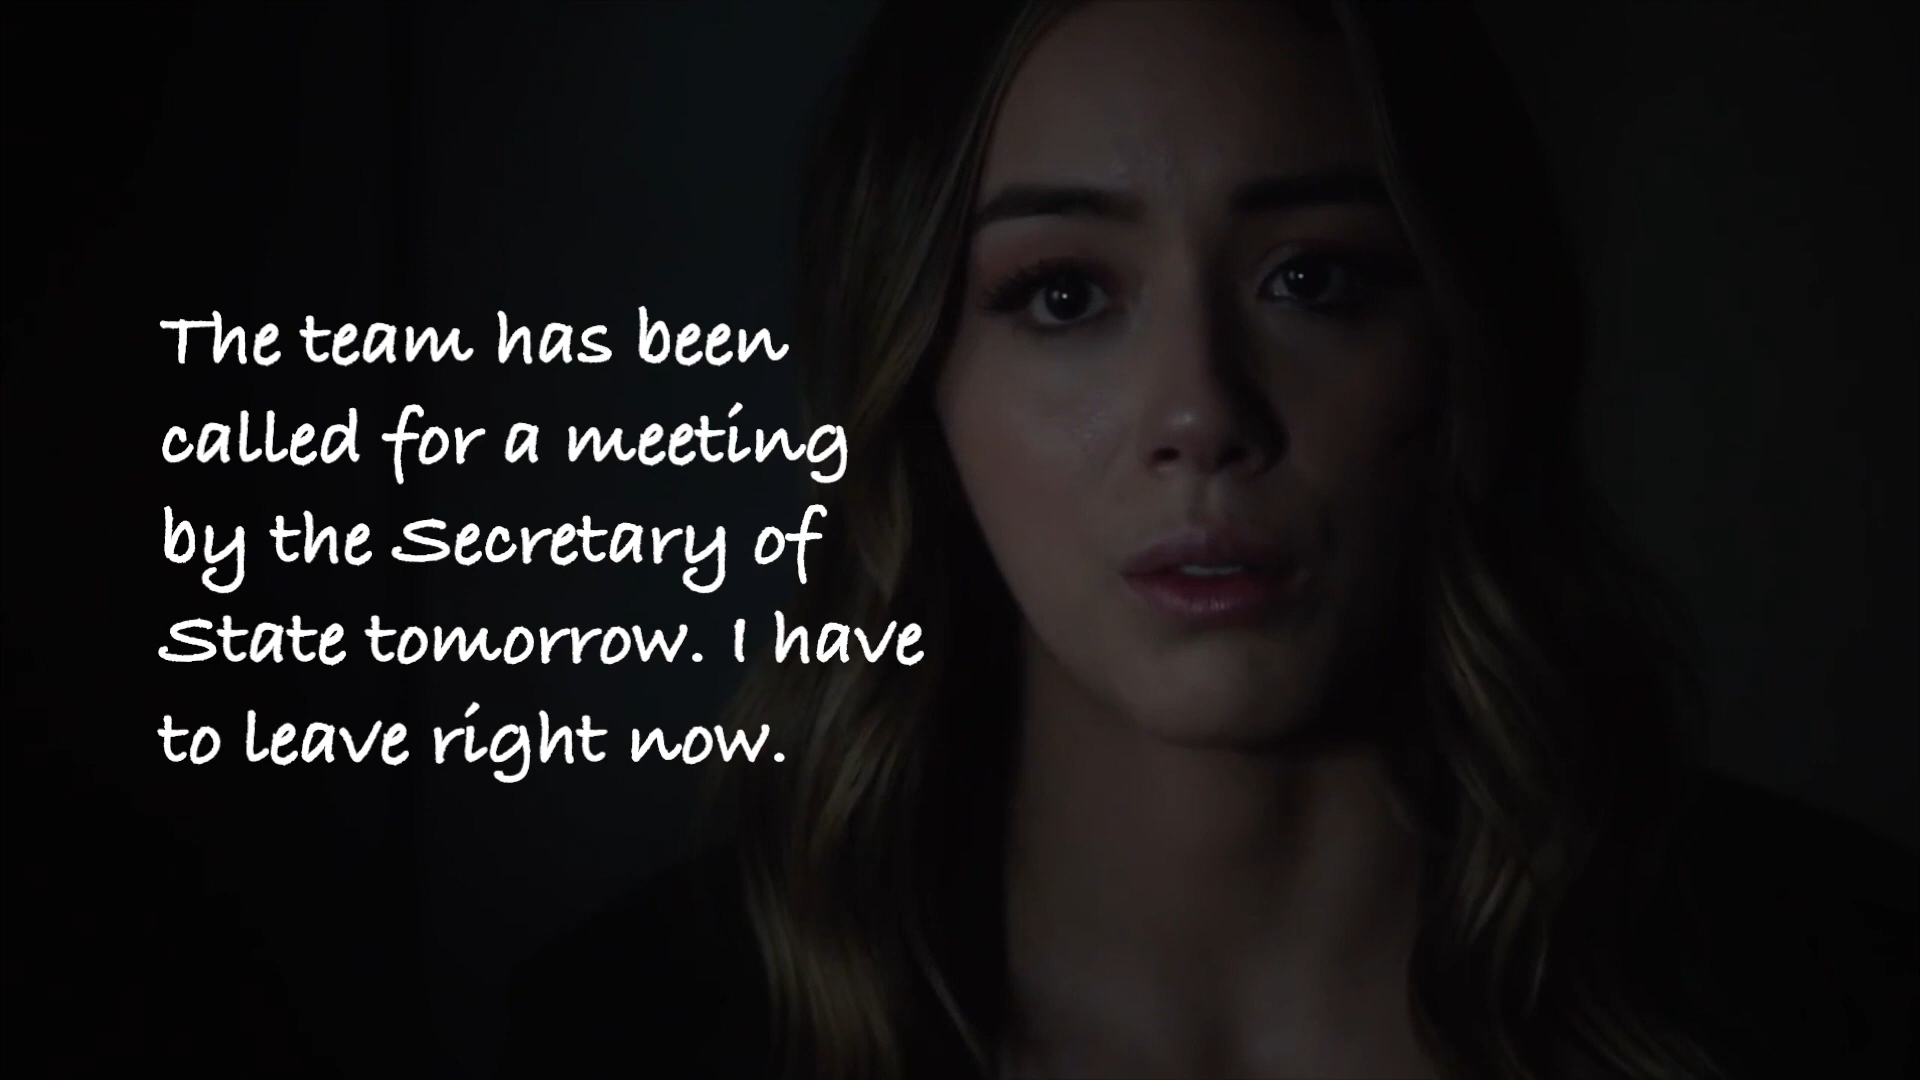 The team has been
called for a meeting
by the Secretary of
State tomorrow. I have
to leave right now.